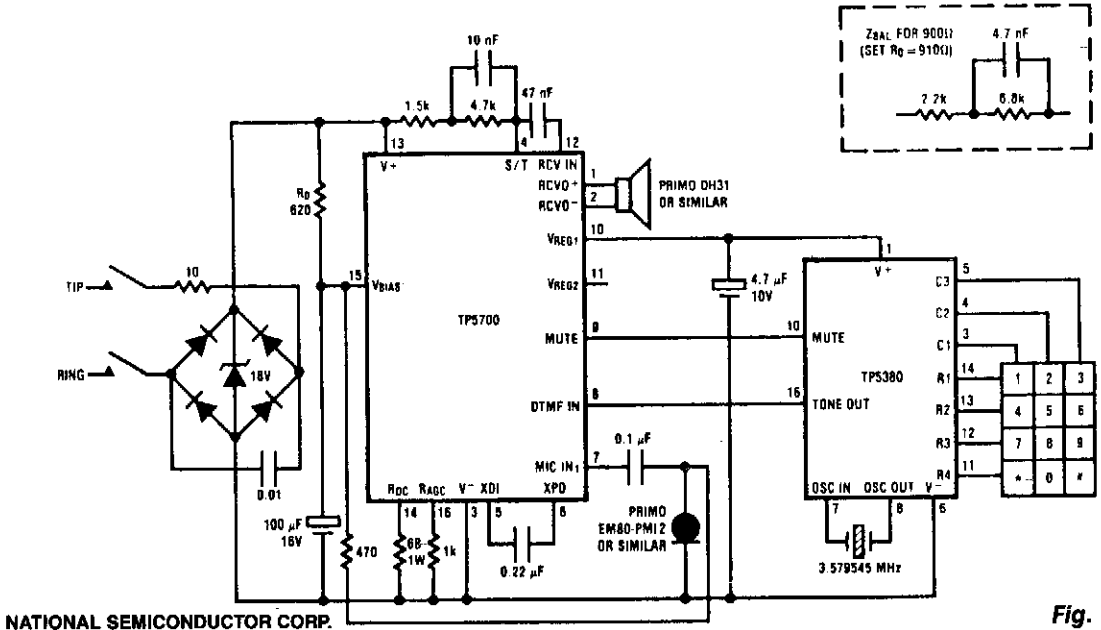 10 nF
ZBAL FOR 900Ω
(SET R0 = 910Ω)
4.7 nF
2.2k
6.8k
1.5k
4.7k
47 nF
13
4
12
V+
S/T
RCV IN
R0
620
RCVO+
1
RCVO−
2
PRIMO DH31
OR SIMILAR
VREG1
10
1
V+
5
C3
4
C2
3
C1
4.7 µF
10V
15
VBIAS
VREG2
11
TIP
10
TP5700
MUTE
9
10
MUTE
TP5380
14
R1
1
2
3
RING
18V
DTMF IN
8
16
TONE OUT
13
R2
4
5
6
12
R3
7
8
9
11
R4
*
0
#
0.01
MIC IN1
7
0.1 µF
RDC
RAGC
V−
XDI
XPD
14
16
3
5
6
OSC IN
OSC OUT
V−
7
8
6
100 µF
16V
470
68
1W
1k
0.22 µF
PRIMO
EM80-PMI2
OR SIMILAR
3.579545 MHz
NATIONAL SEMICONDUCTOR CORP.
Fig.